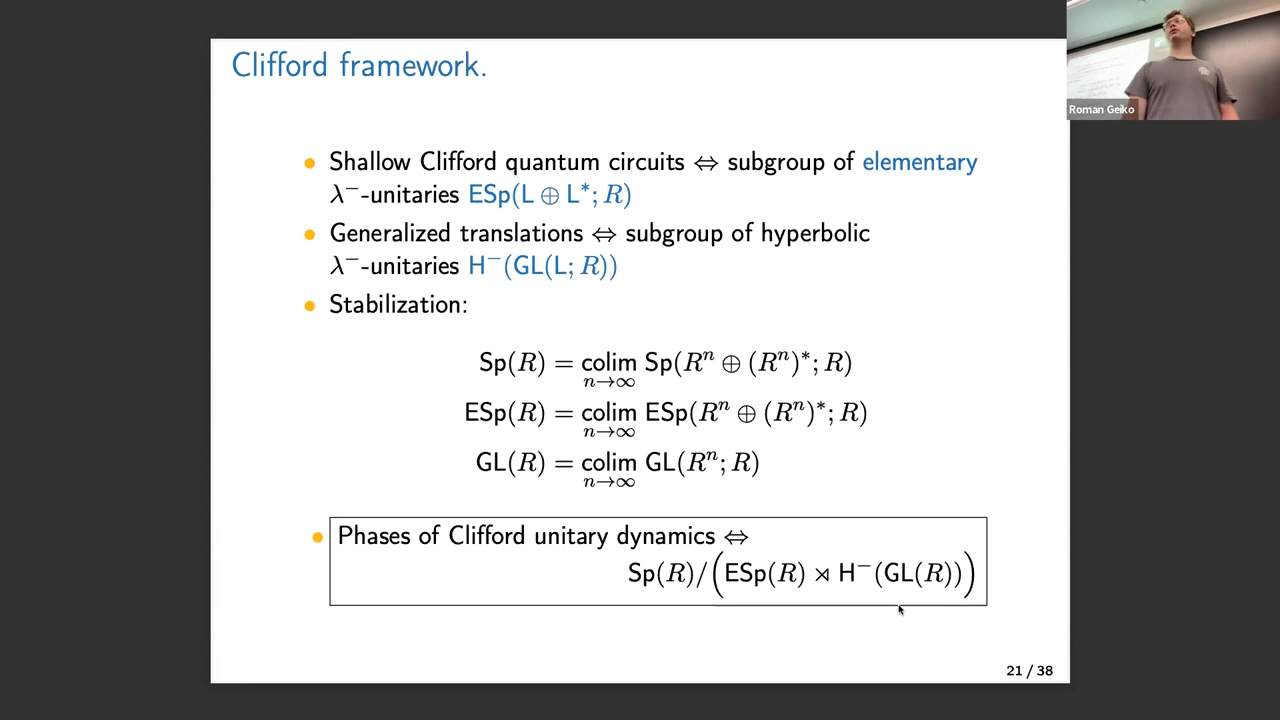 Clifford framework.
Roman Geiko
• Shallow Clifford quantum circuits ⇔ subgroup of elementary
λ⁻-unitaries ESp(L ⊕ L*; R)
• Generalized translations ⇔ subgroup of hyperbolic
λ⁻-unitaries H⁻(GL(L; R))
• Stabilization:
Sp(R) = colim Sp(Rⁿ ⊕ (Rⁿ)*; R)
n→∞
ESp(R) = colim ESp(Rⁿ ⊕ (Rⁿ)*; R)
n→∞
GL(R) = colim GL(Rⁿ; R)
n→∞
• Phases of Clifford unitary dynamics ⇔
Sp(R)/(ESp(R) ⋊ H⁻(GL(R)))
21 / 38